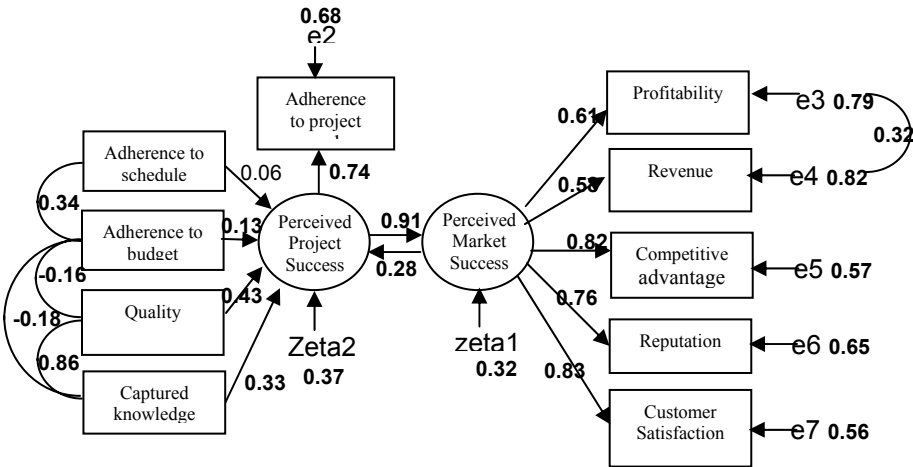 0.68
e2
Adherence
to project
0.74
Adherence to
schedule
0.06
0.34
Adherence to
budget
0.13
-0.16
Quality
0.43
-0.18
0.86
Captured
knowledge
0.33
Perceived
Project
Success
0.91
0.28
Perceived
Market
Success
Zeta2
0.37
zeta1
0.32
0.61
Profitability
e3 0.79
0.32
0.58
Revenue
e4 0.82
0.82
Competitive
advantage
e5 0.57
0.76
Reputation
e6 0.65
0.83
Customer
Satisfaction
e7 0.56